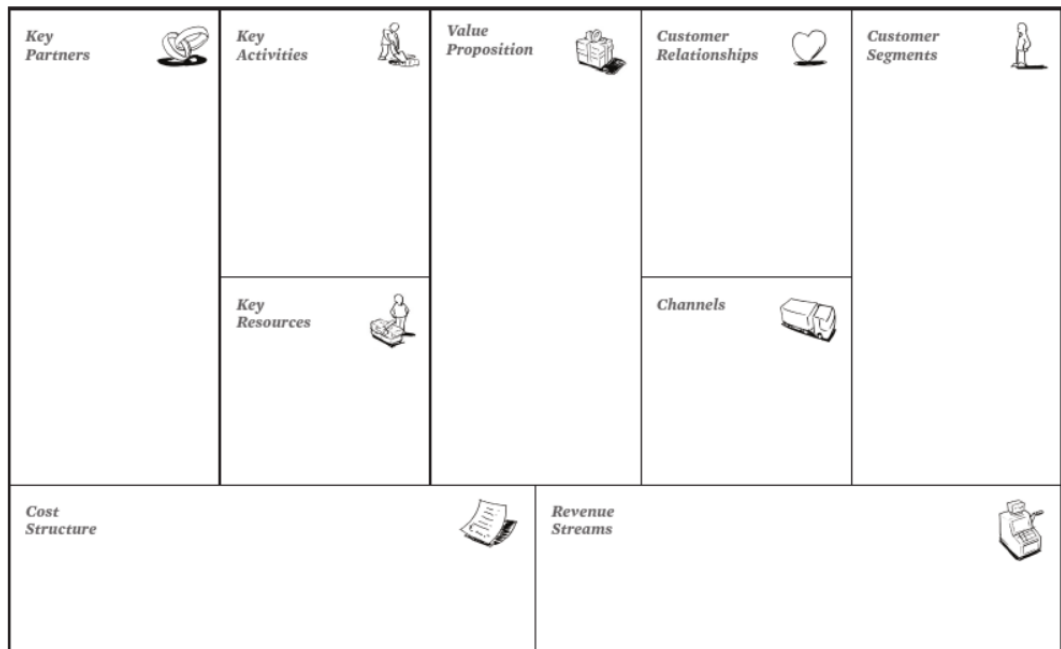 Key
Partners
Key
Activities
Value
Proposition
Customer
Relationships
Customer
Segments
Key
Resources
Channels
Cost
Structure
Revenue
Streams